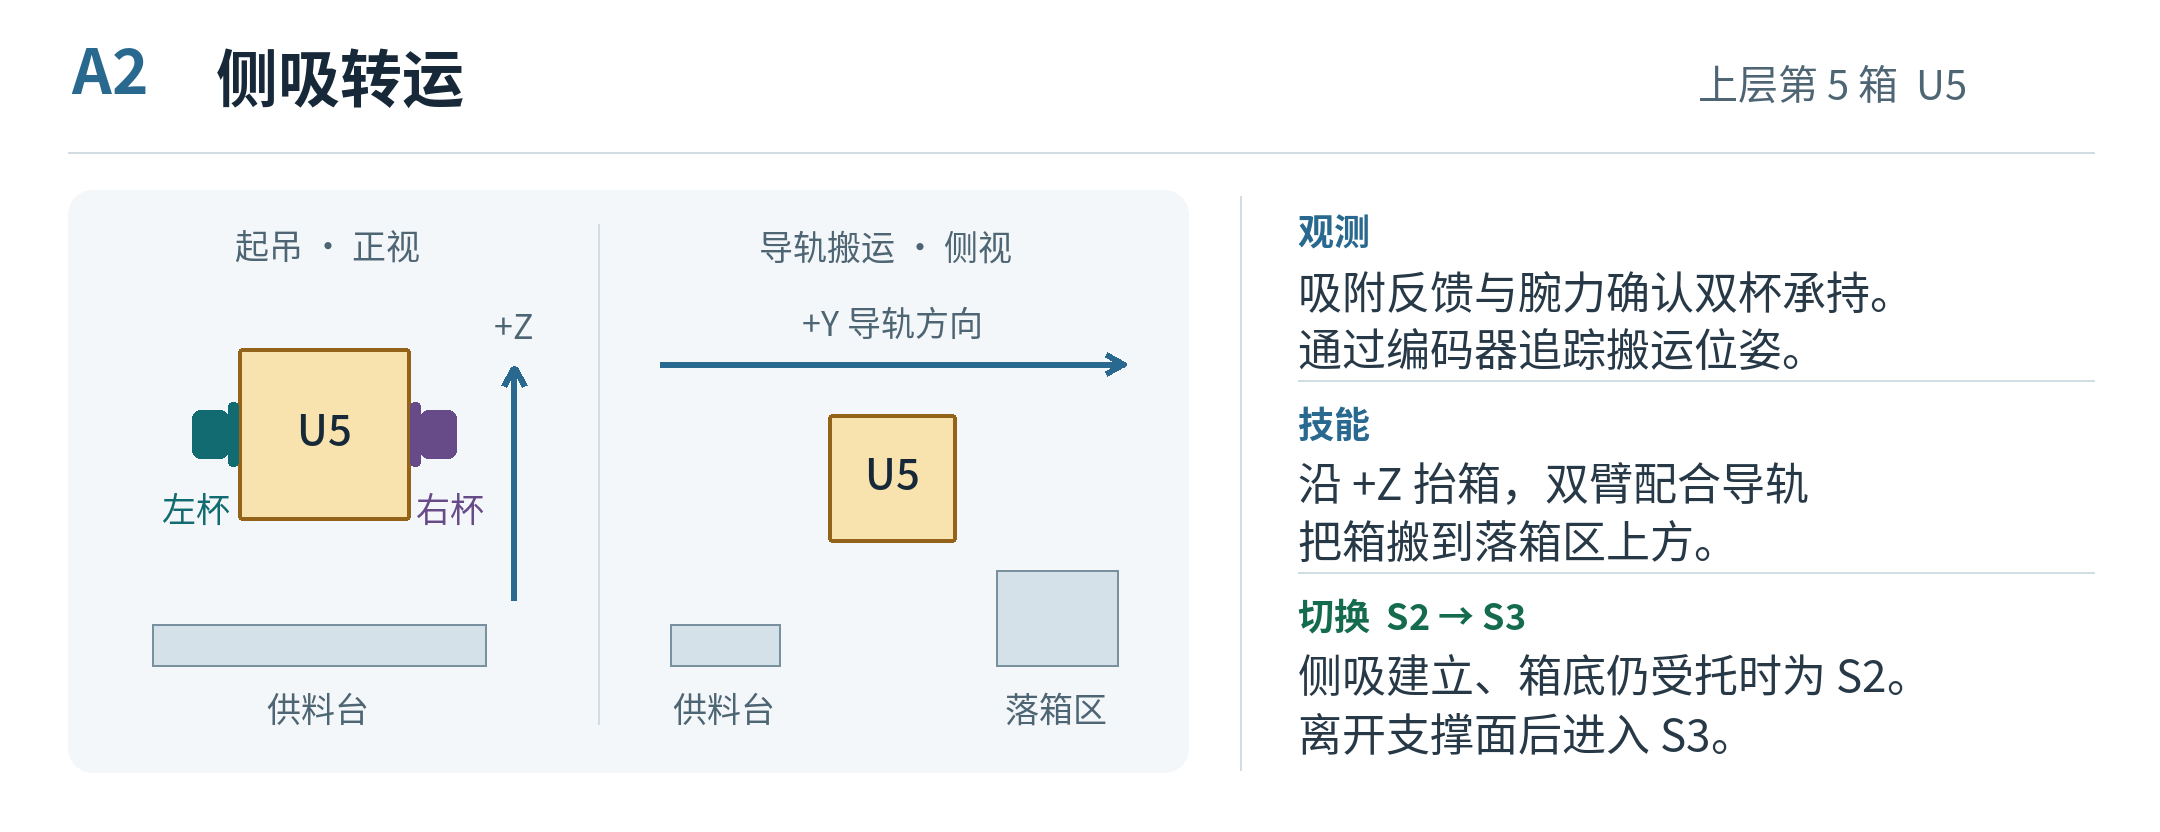 A2 侧吸转运
上层第 5 箱 U5
起吊 · 正视
+Z
U5
左杯
右杯
供料台
导轨搬运 · 侧视
+Y 导轨方向
U5
供料台
落箱区
观测
吸附反馈与腕力确认双杯承持。
通过编码器追踪搬运位姿。
技能
沿 +Z 抬箱，双臂配合导轨
把箱搬到落箱区上方。
切换 S2 → S3
侧吸建立、箱底仍受托时为 S2。
离开支撑面后进入 S3。